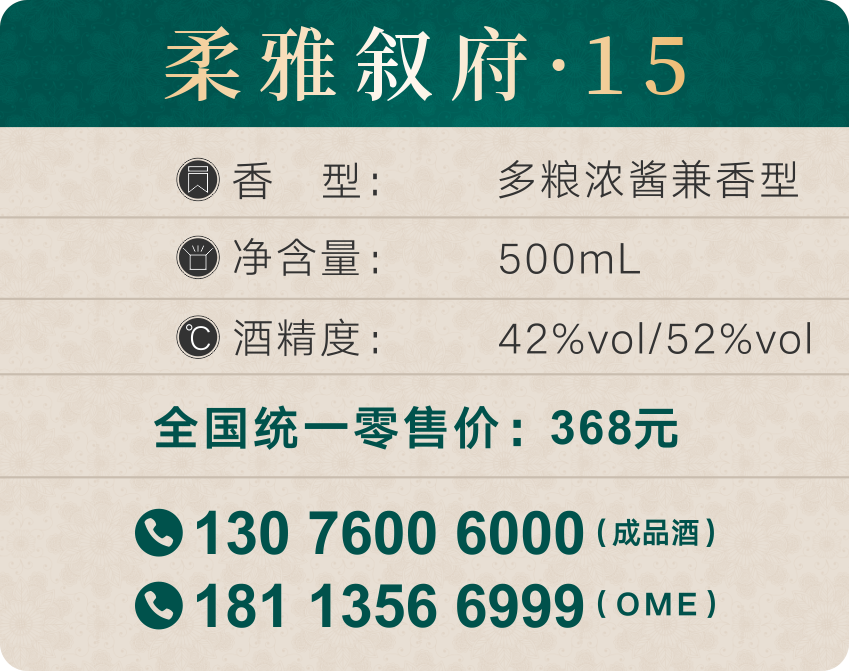 柔雅叙府·15
香 型： 多粮浓酱兼香型
净含量： 500mL
℃ 酒精度： 42%vol/52%vol
全国统一零售价：368元
130 7600 6000（成品酒）
181 1356 6999（OME）